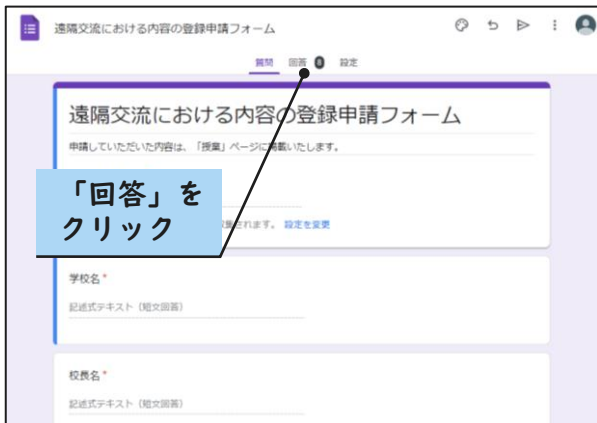 遠隔交流における内容の登録申請フォーム
質問 回答 8 設定
遠隔交流における内容の登録申請フォーム
申請していただいた内容は、「授業」ページに掲載いたします。
「回答」を
クリック
されます。 設定を変更
学校名 *
記述式テキスト（短文回答）
校長名 *
記述式テキスト（短文回答）